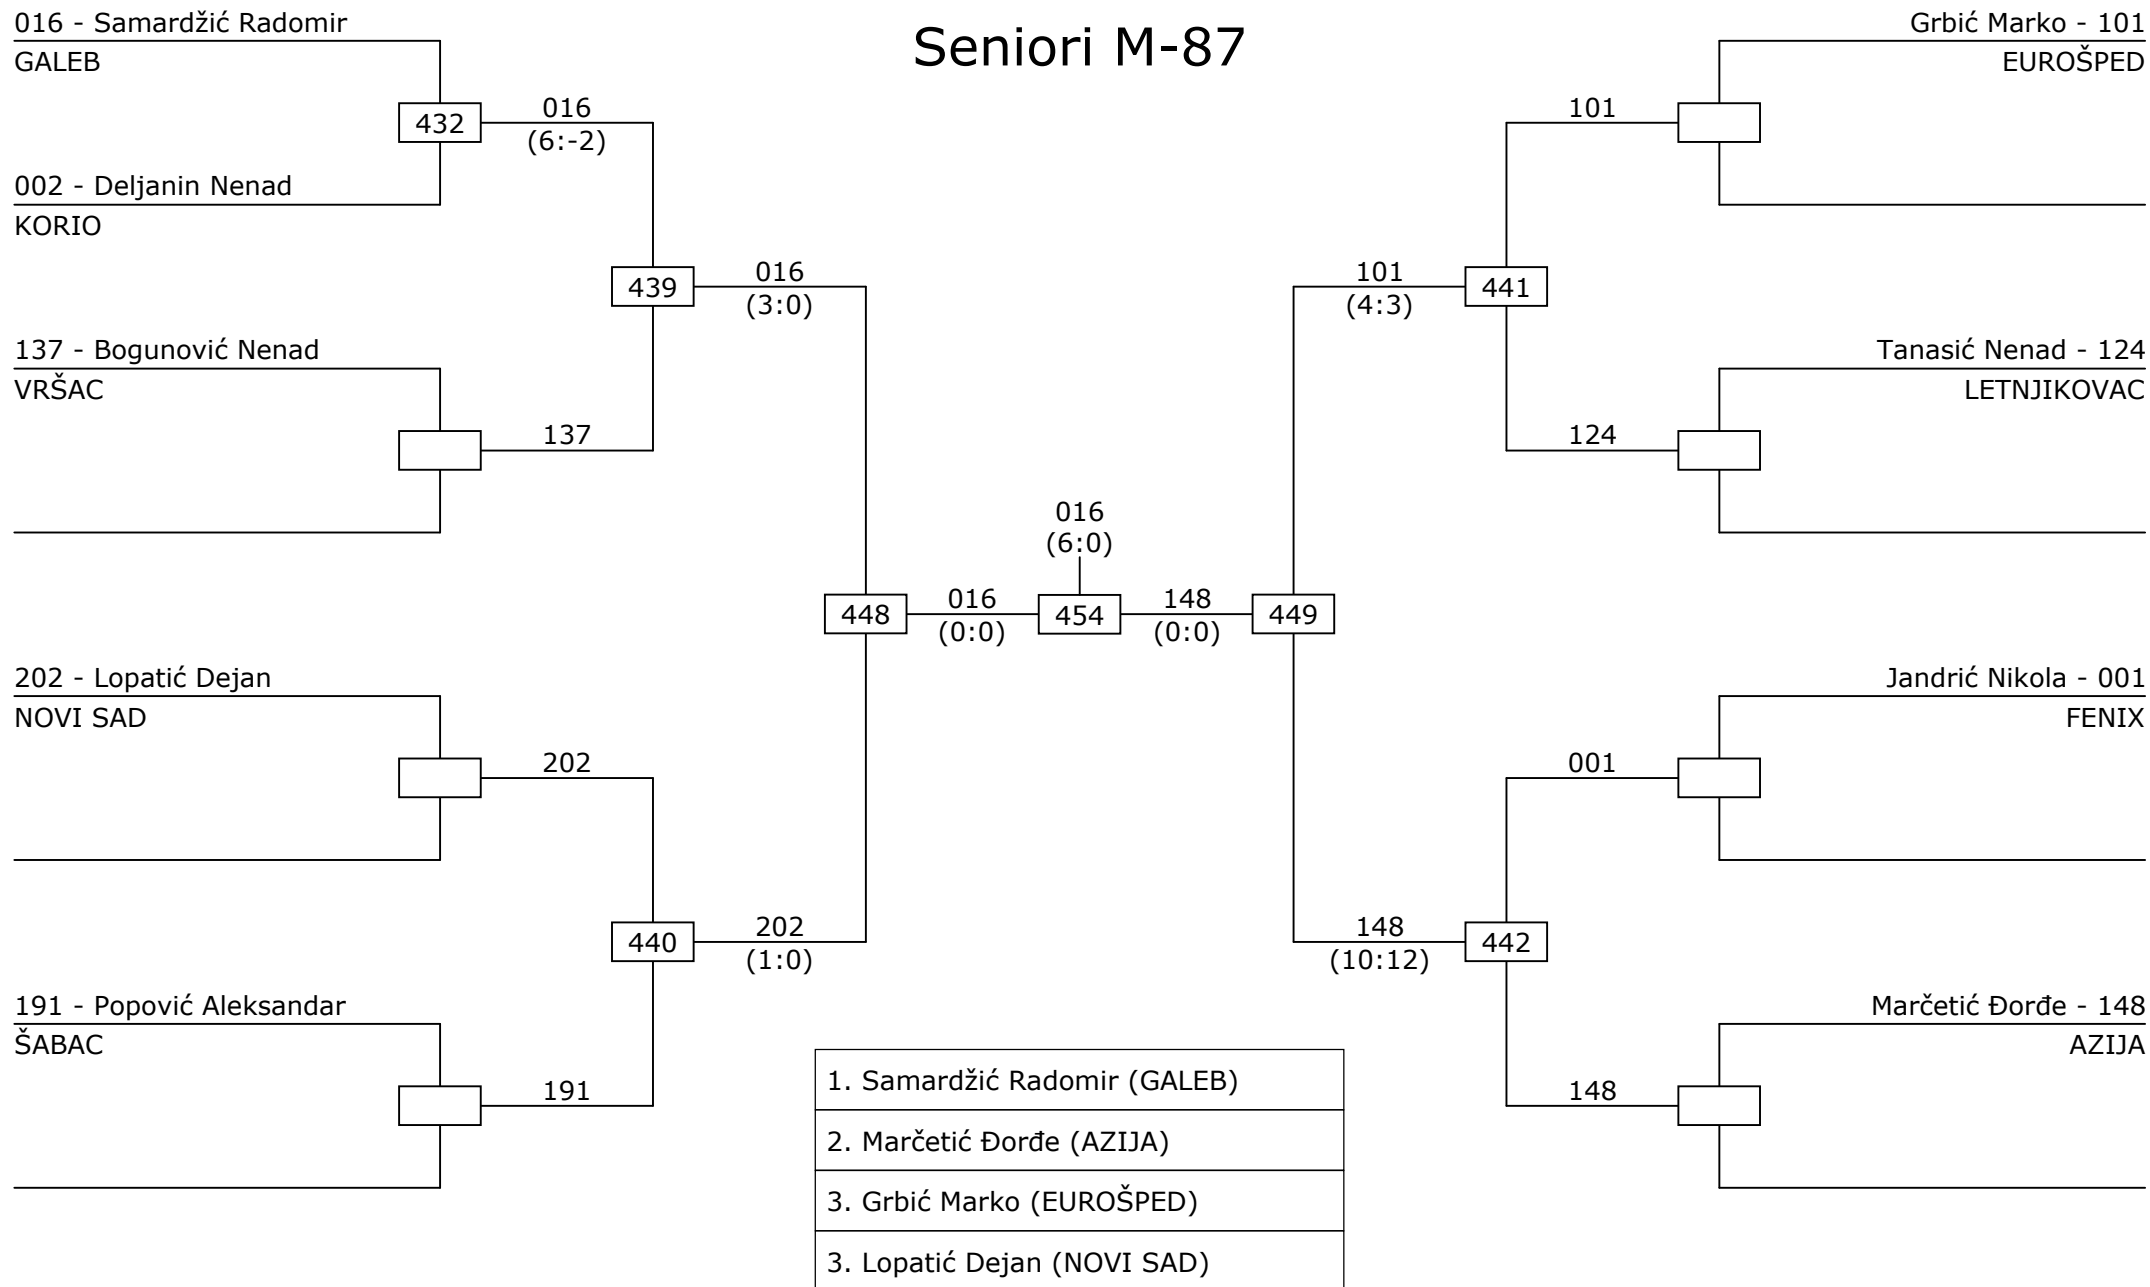 Seniori M-87
016 - Samardžić Radomir
GALEB
432
016
(6:-2)
002 - Deljanin Nenad
KORIO
439
016
(3:0)
137 - Bogunović Nenad
VRŠAC
137
202 - Lopatić Dejan
NOVI SAD
202
440
202
(1:0)
191 - Popović Aleksandar
ŠABAC
191
448
016
(0:0)
016
(6:0)
454
148
(0:0)
449
Grbić Marko - 101
EUROŠPED
101
101
(4:3)
441
Tanasić Nenad - 124
LETNJIKOVAC
124
Jandrić Nikola - 001
FENIX
001
148
(10:12)
442
Marčetić Đorđe - 148
AZIJA
148
1. Samardžić Radomir (GALEB)
2. Marčetić Đorđe (AZIJA)
3. Grbić Marko (EUROŠPED)
3. Lopatić Dejan (NOVI SAD)